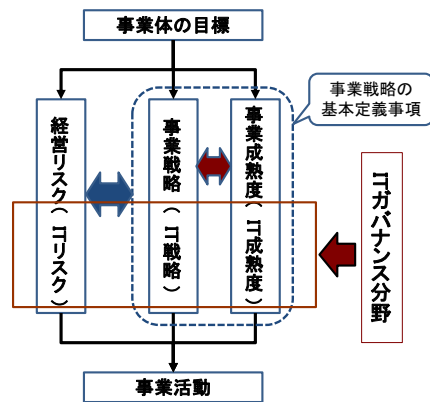 事業体の目標
事業戦略の
基本定義事項
経営リスク（ITリスク）
事業戦略（IT戦略）
事業成熟度（IT成熟度）
ITガバナンス分野
事業活動